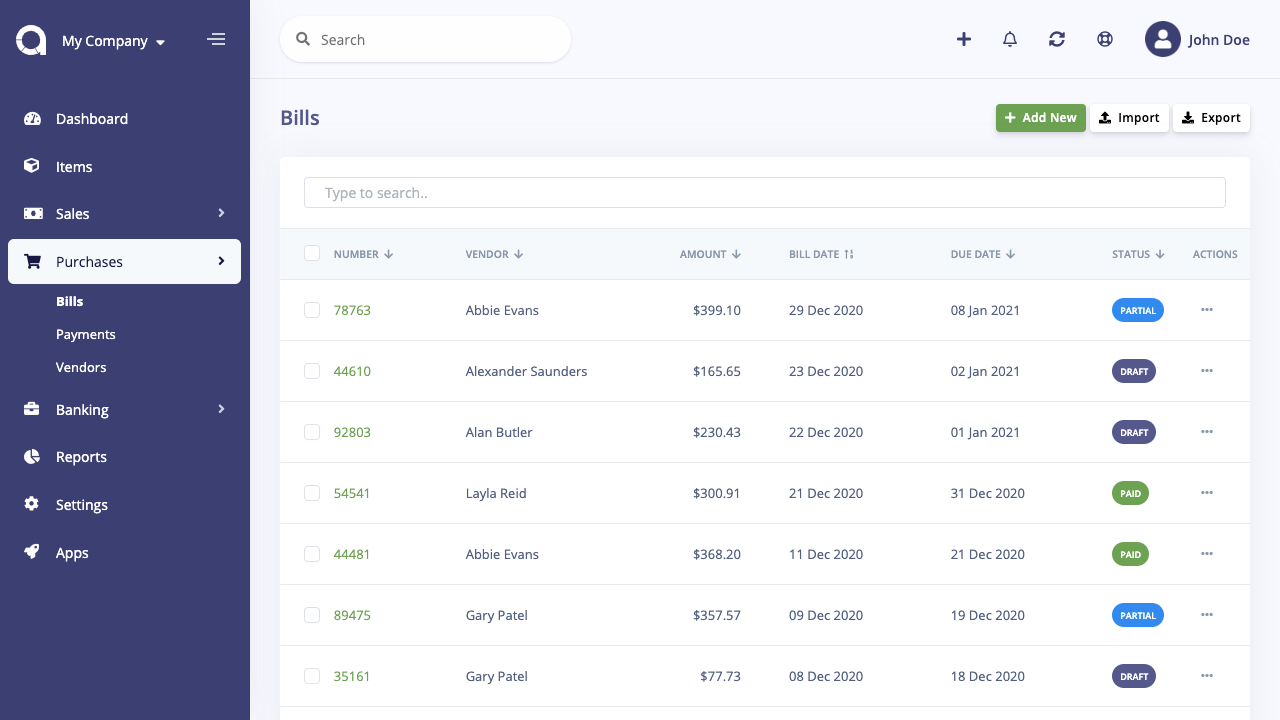 My Company
Search
John Doe
Dashboard
Items
Sales
Purchases
Bills
Payments
Vendors
Banking
Reports
Settings
Apps
Bills
Add New Import Export
Type to search..
NUMBER VENDOR AMOUNT BILL DATE DUE DATE STATUS ACTIONS
78763 Abbie Evans $399.10 29 Dec 2020 08 Jan 2021 PARTIAL
44610 Alexander Saunders $165.65 23 Dec 2020 02 Jan 2021 DRAFT
92803 Alan Butler $230.43 22 Dec 2020 01 Jan 2021 DRAFT
54541 Layla Reid $300.91 21 Dec 2020 31 Dec 2020 PAID
44481 Abbie Evans $368.20 11 Dec 2020 21 Dec 2020 PAID
89475 Gary Patel $357.57 09 Dec 2020 19 Dec 2020 PARTIAL
35161 Gary Patel $77.73 08 Dec 2020 18 Dec 2020 DRAFT